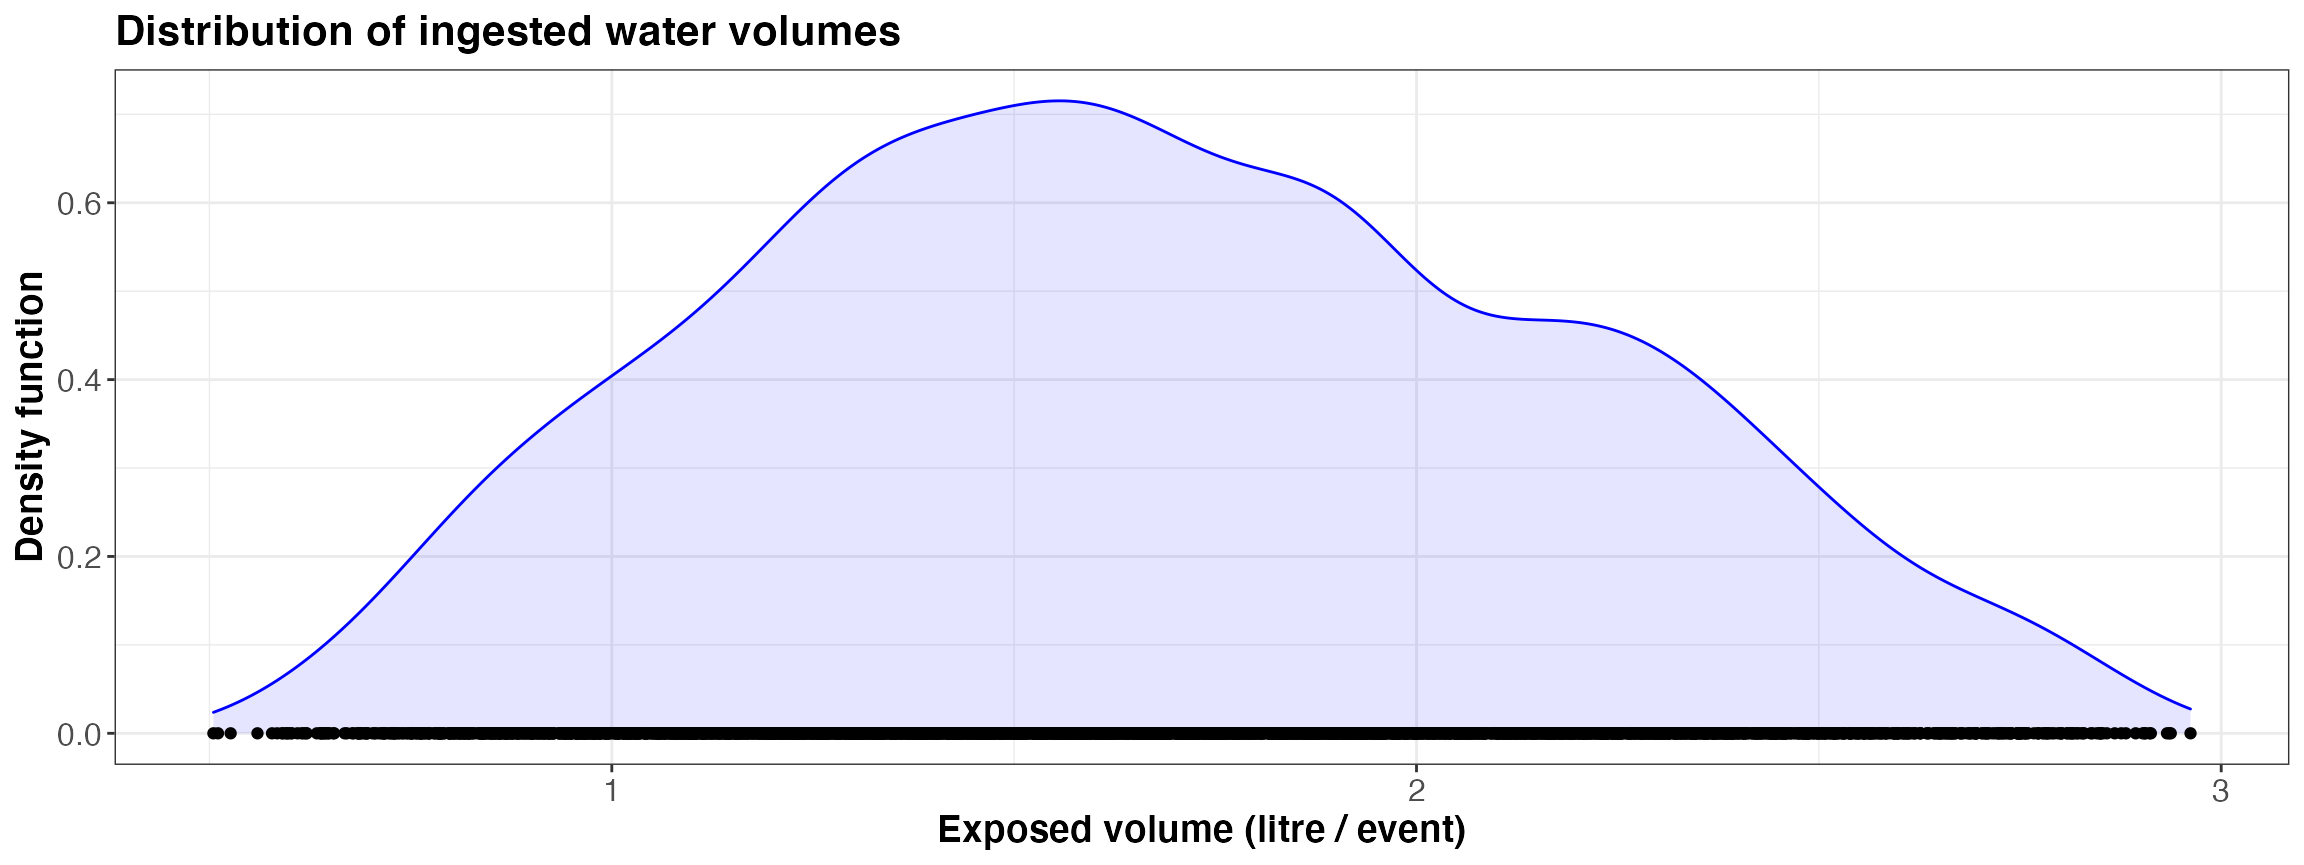 Distribution of ingested water volumes
Density function
0.6
0.4
0.2
0.0
1 2 3
Exposed volume (litre / event)